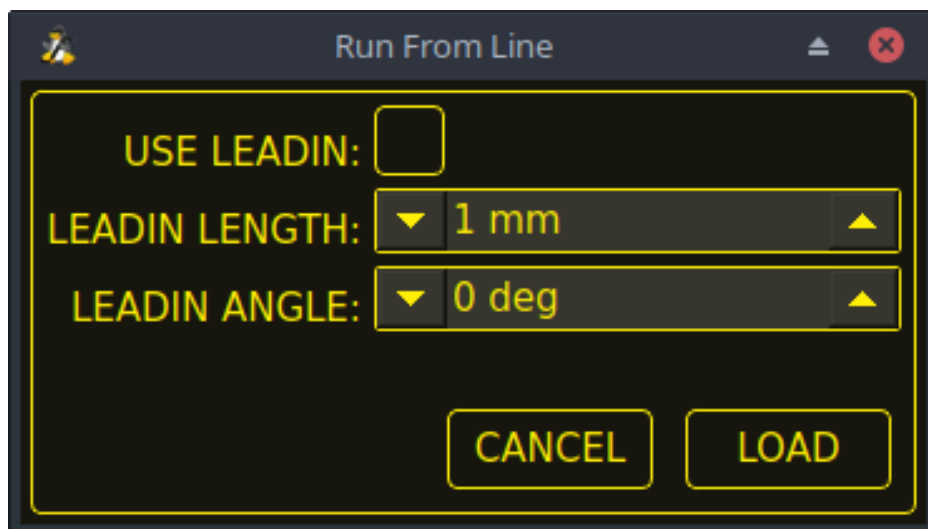 Run From Line
USE LEADIN:
LEADIN LENGTH: 1 mm
LEADIN ANGLE: 0 deg
CANCEL LOAD